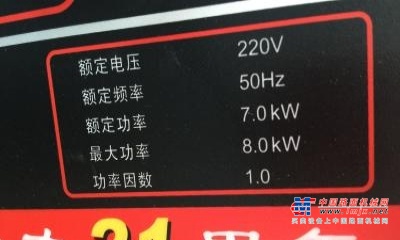 额定电压 220V
额定频率 50Hz
额定功率 7.0kW
最大功率 8.0kW
功率因数 1.0
中国路面机械网
21